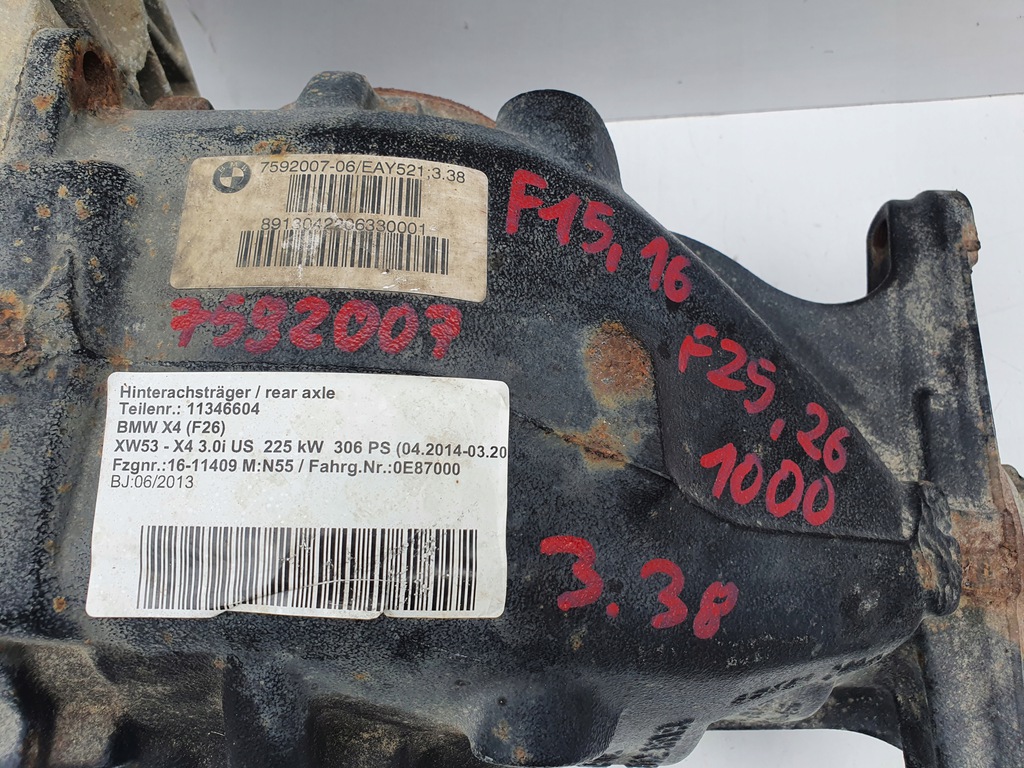 7592007-06/EAY521;3.38
8913042206330001
7592007
F15,16
F25,26
1000
3.38
Hinterachsträger / rear axle
Teilenr.: 11346604
BMW X4 (F26)
XW53 - X4 3.0i US 225 kW 306 PS (04.2014-03.20
Fzgnr.:16-11409 M:N55 / Fahrg.Nr.:0E87000
BJ:06/2013